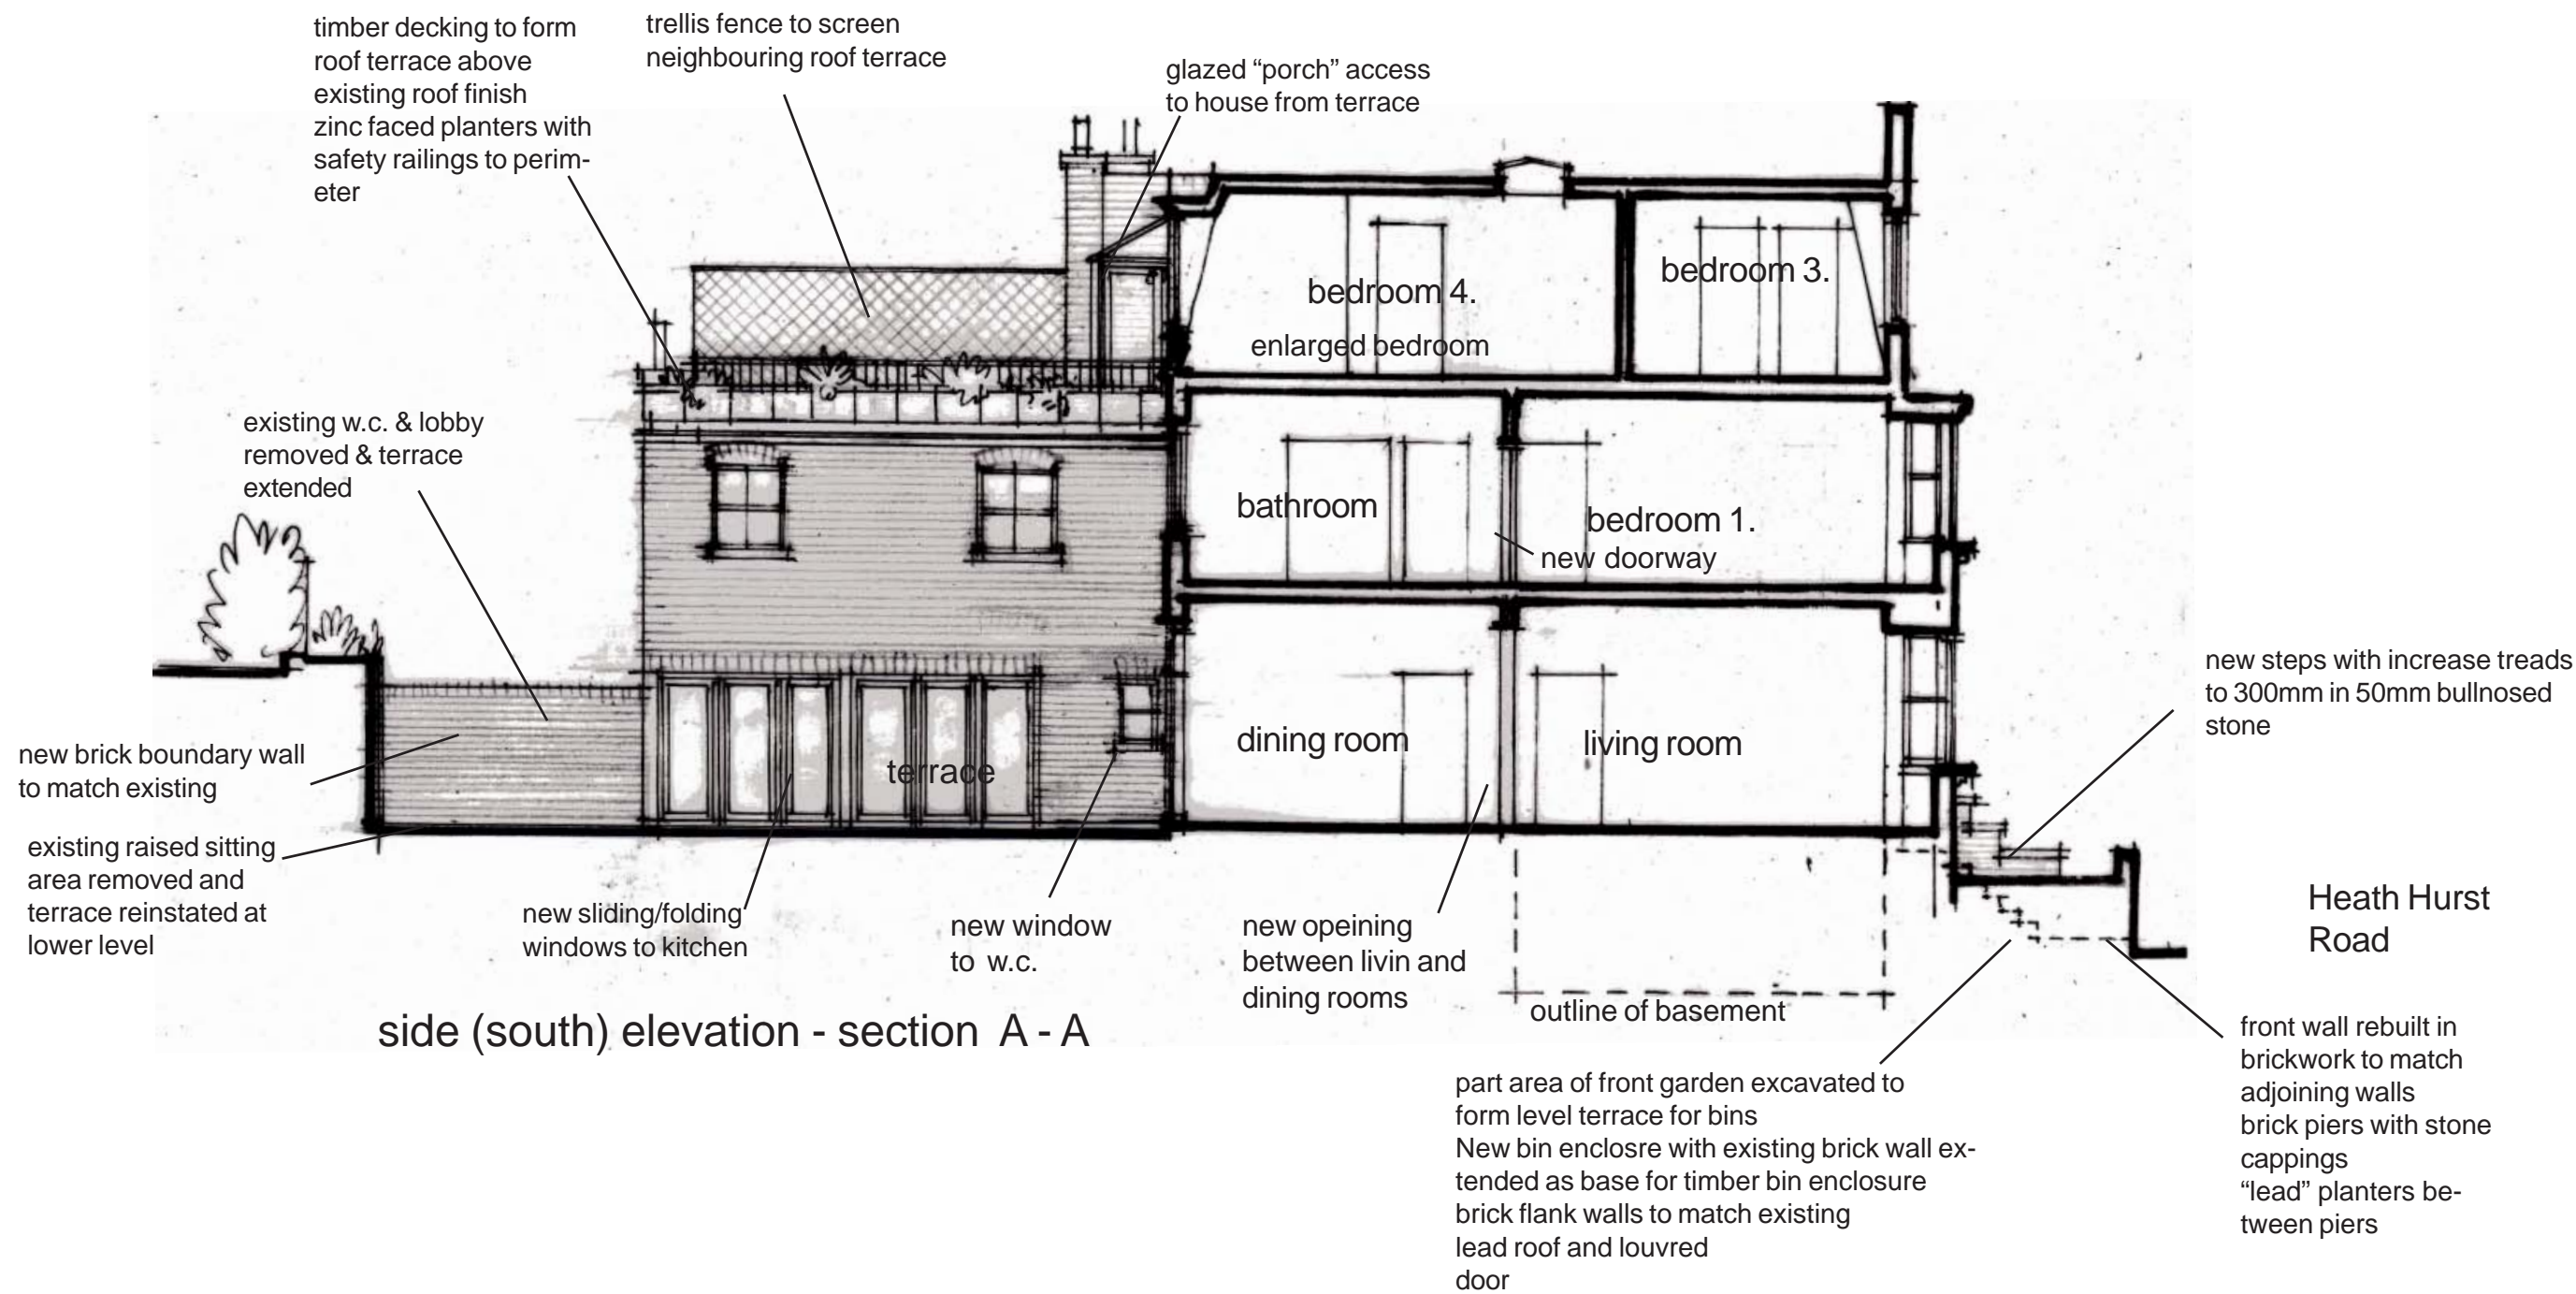 timber decking to form
roof terrace above
existing roof finish
zinc faced planters with
safety railings to perim-
eter
trellis fence to screen
neighbouring roof terrace
glazed “porch” access
to house from terrace
existing w.c. & lobby
removed & terrace
extended
bedroom 4.
enlarged bedroom
bedroom 3.
bathroom
bedroom 1.
new doorway
new brick boundary wall
to match existing
terrace
dining room
living room
new steps with increase treads
to 300mm in 50mm bullnosed
stone
existing raised sitting
area removed and
terrace reinstated at
lower level
new sliding/folding
windows to kitchen
new window
to w.c.
new opeining
between livin and
dining rooms
outline of basement
Heath Hurst
Road
side (south) elevation - section A - A
part area of front garden excavated to
form level terrace for bins
New bin enclosre with existing brick wall ex-
tended as base for timber bin enclosure
brick flank walls to match existing
lead roof and louvred
door
front wall rebuilt in
brickwork to match
adjoining walls
brick piers with stone
cappings
“lead” planters be-
tween piers